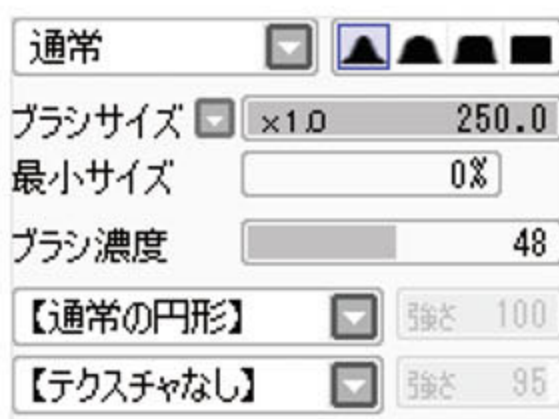 通常
ブラシサイズ ×1.0 250.0
最小サイズ 0%
ブラシ濃度 48
【通常の円形】 強さ 100
【テクスチャなし】 強さ 95